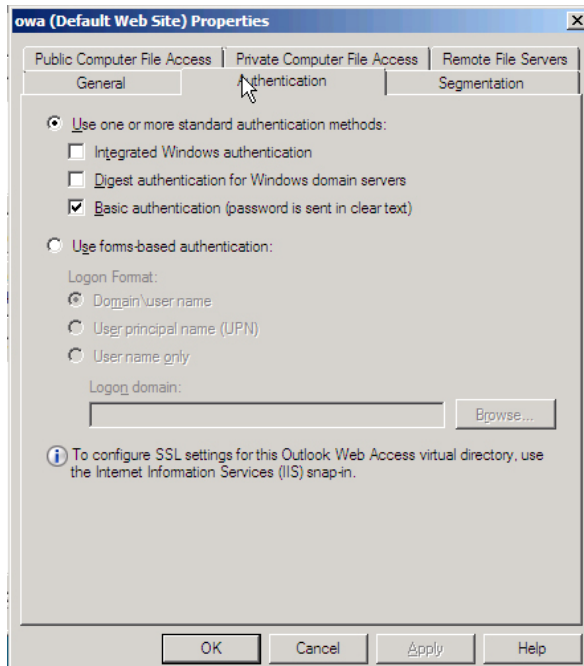 owa (Default Web Site) Properties
Public Computer File Access Private Computer File Access Remote File Servers
General Authentication Segmentation
Use one or more standard authentication methods:
Integrated Windows authentication
Digest authentication for Windows domain servers
Basic authentication (password is sent in clear text)
Use forms-based authentication:
Logon Format:
Domain\user name
User principal name (UPN)
User name only
Logon domain:
Browse...
To configure SSL settings for this Outlook Web Access virtual directory, use
the Internet Information Services (IIS) snap-in.
OK Cancel Apply Help